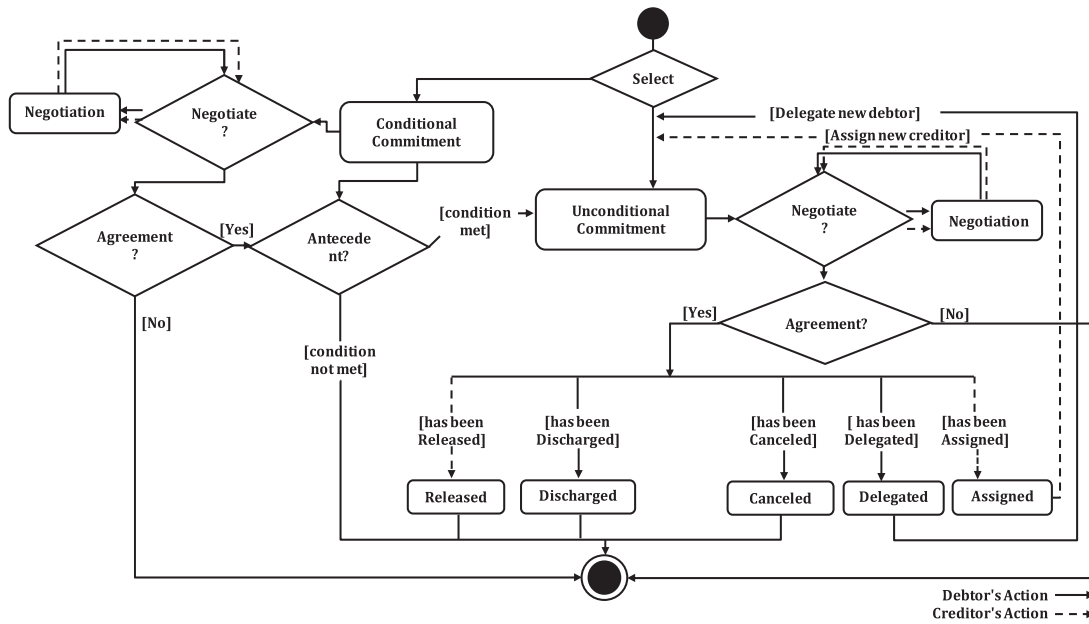 Select
Negotiation
Negotiate
?
Conditional
Commitment
[Delegate new debtor]
[Assign new creditor]
Agreement
?
[Yes]
Antecede
nt?
[condition
met]
Unconditional
Commitment
Negotiate
?
Negotiation
[No]
[condition
not met]
[Yes]
Agreement?
[No]
[has been
Released]
[has been
Discharged]
[has been
Canceled]
[ has been
Delegated]
[has been
Assigned]
Released
Discharged
Canceled
Delegated
Assigned
Debtor's Action
Creditor's Action